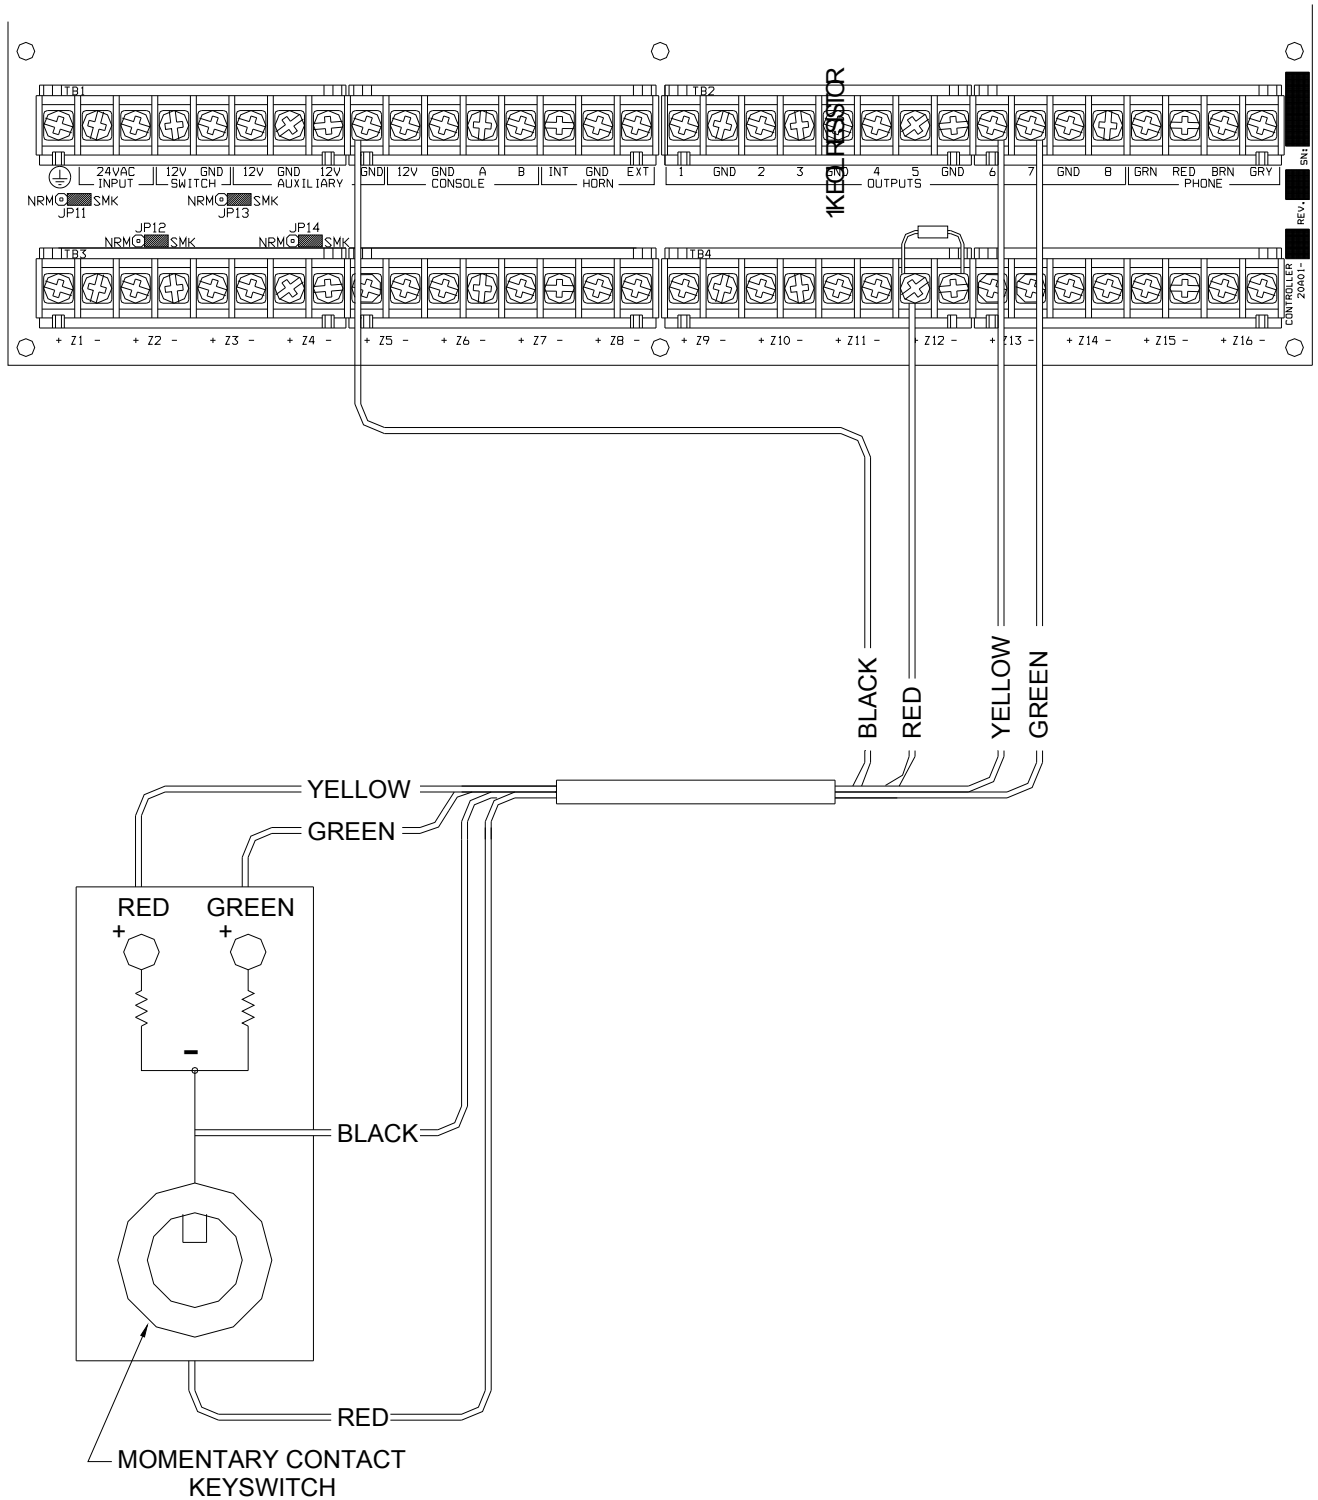 TB1 TB2
1K EOL RESISTOR
24VAC 12V GND 12V GND 12V GND 12V GND A B INT GND EXT 1 GND 2 3 GND 4 5 GND 6 7 GND 8 GRN RED BRN GRY
INPUT SWITCH AUXILIARY CONSOLE HORN OUTPUTS PHONE
SN:
REV.
NRM SMK NRM SMK
JP11 JP13
JP12 JP14
NRM SMK NRM SMK
TB3 TB4
CONTROLLER
20A01-
+ Z1 - + Z2 - + Z3 - + Z4 - + Z5 - + Z6 - + Z7 - + Z8 - + Z9 - + Z10 - + Z11 - + Z12 - + Z13 - + Z14 - + Z15 - + Z16 -
BLACK
RED
YELLOW
GREEN
YELLOW
GREEN
RED GREEN
+ +
-
BLACK
RED
MOMENTARY CONTACT
KEYSWITCH